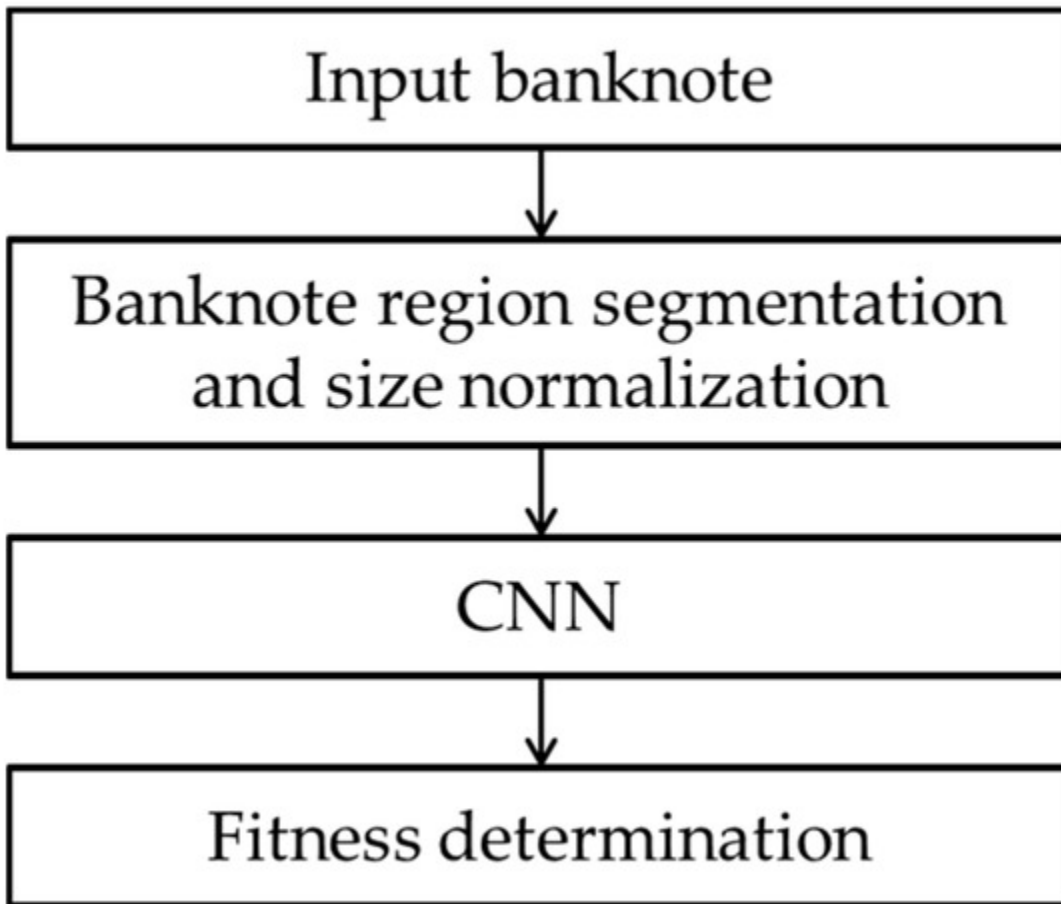 Input banknote
Banknote region segmentation
and size normalization
CNN
Fitness determination